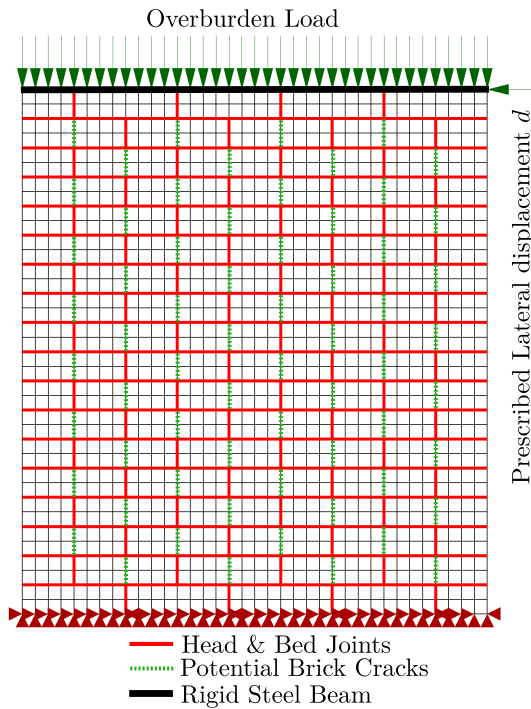 Overburden Load
Prescribed Lateral displacement d
Head & Bed Joints
Potential Brick Cracks
Rigid Steel Beam